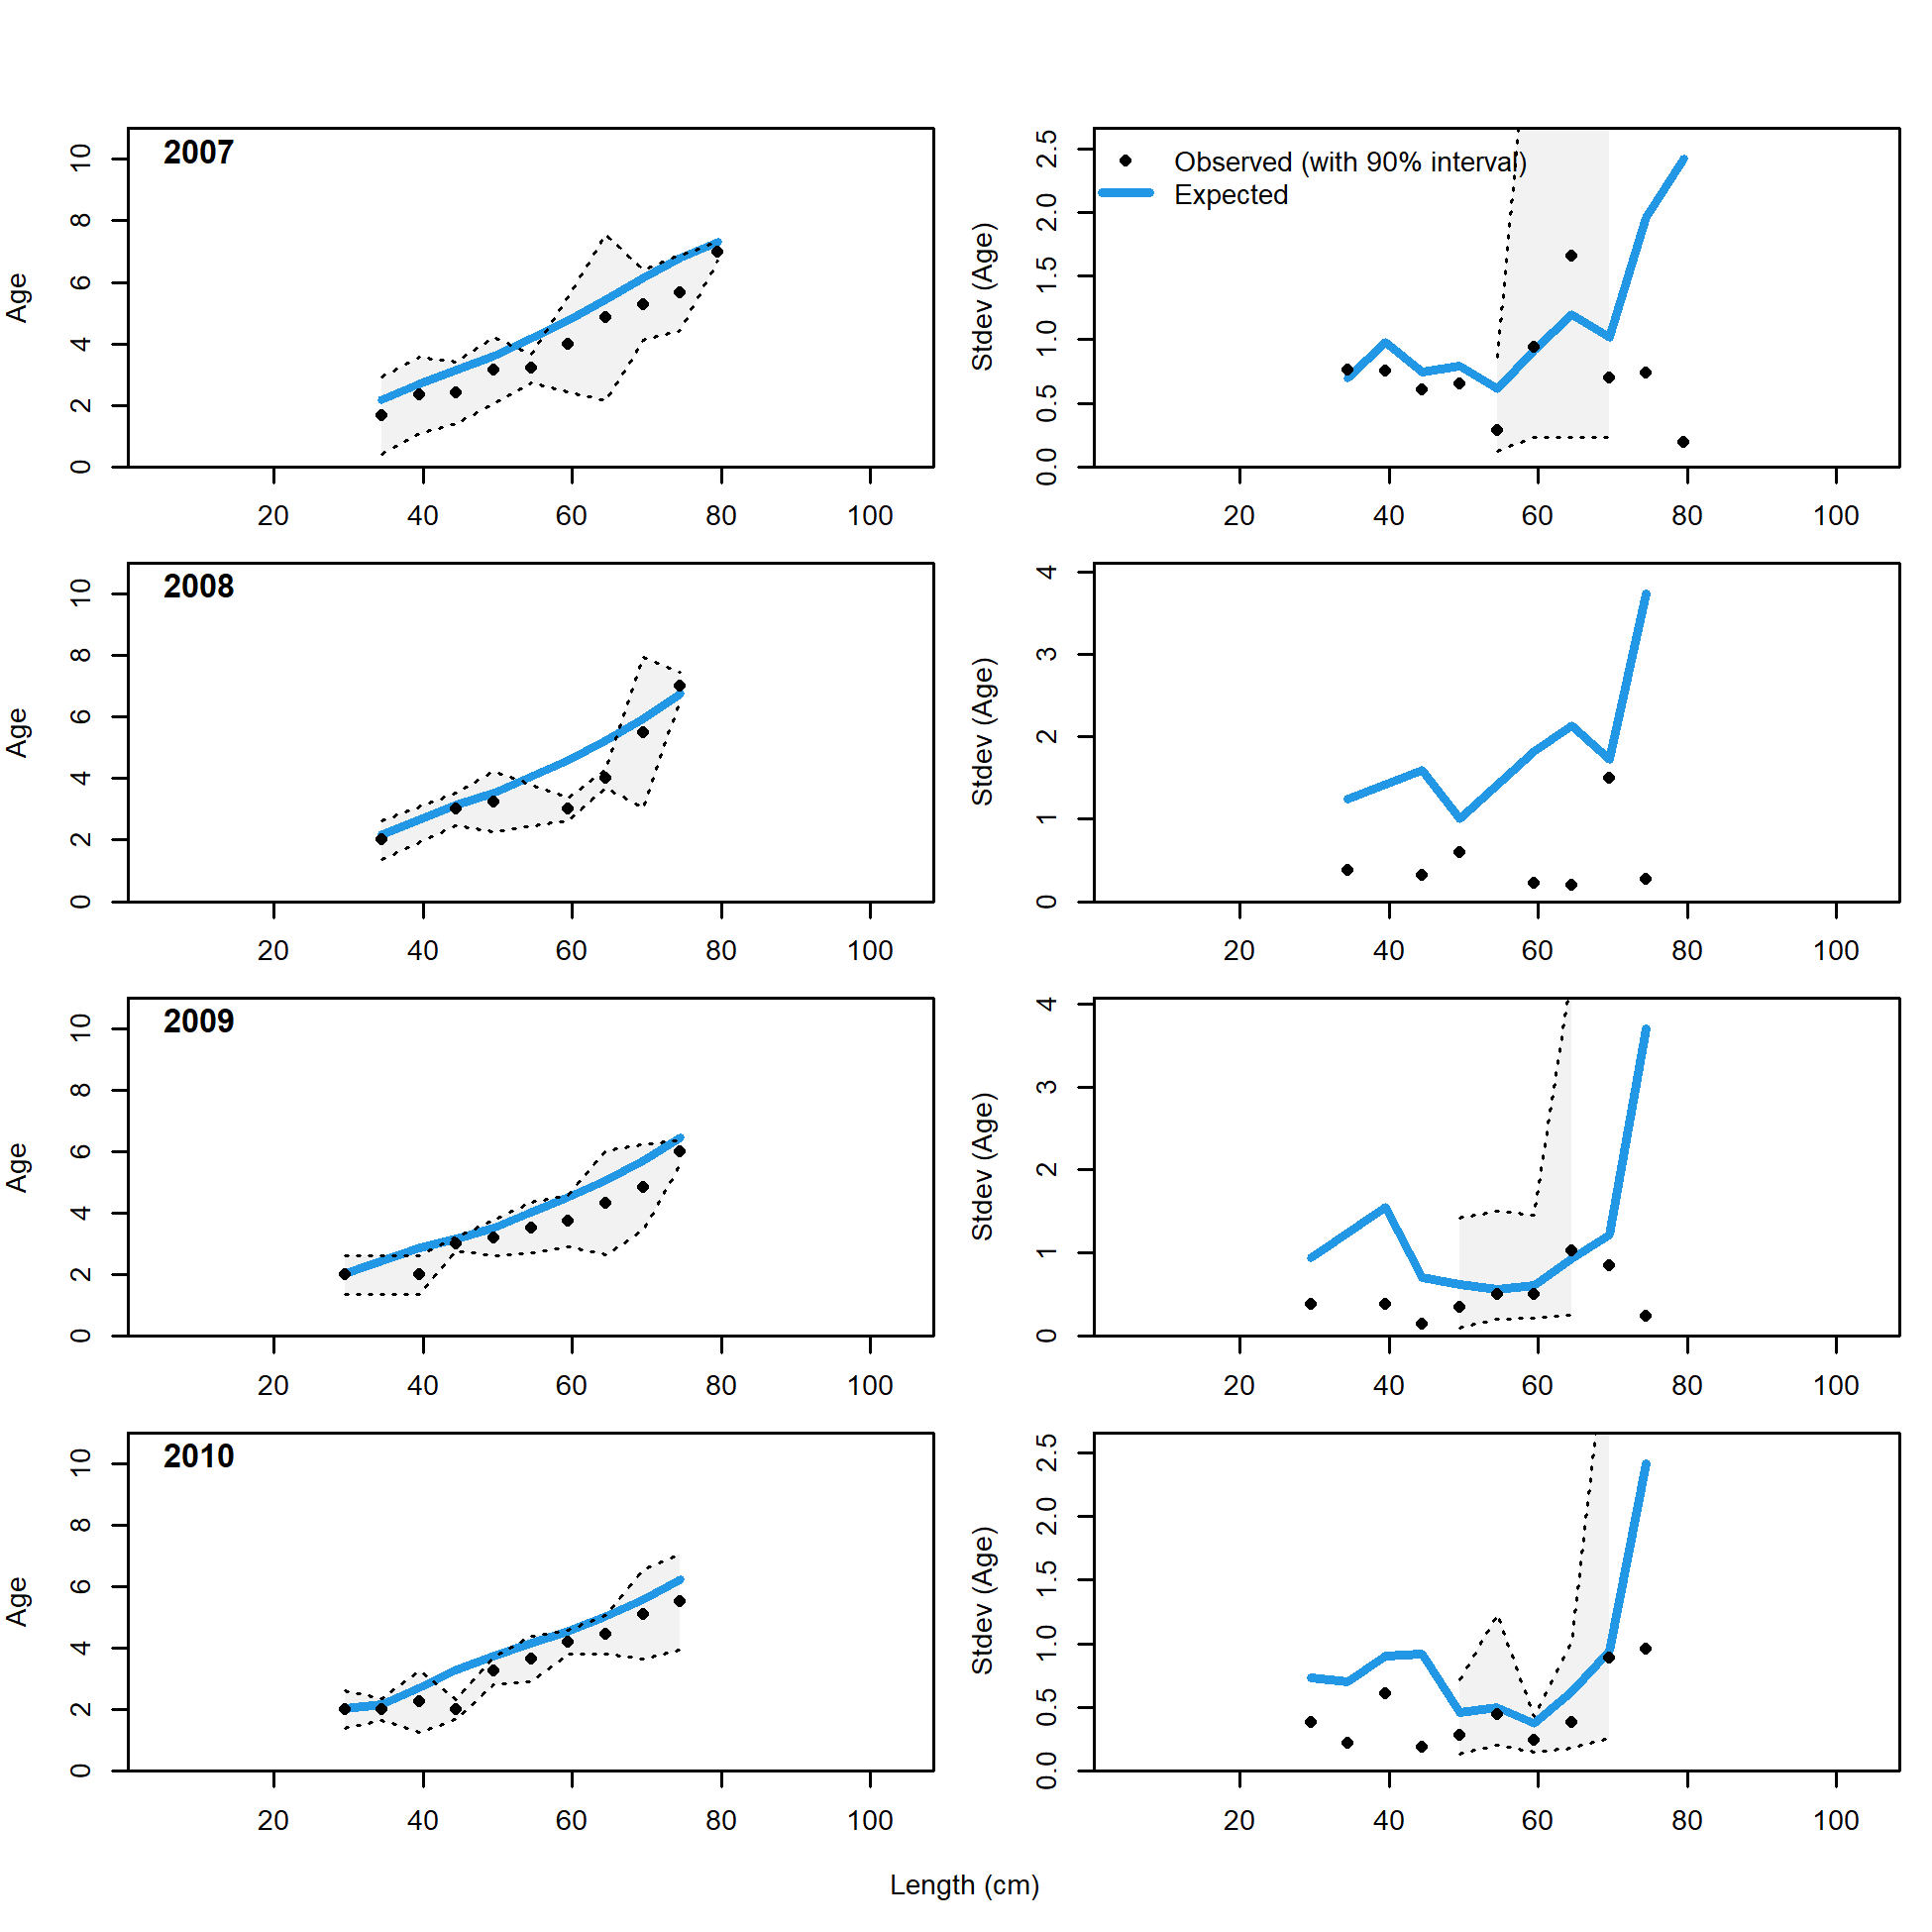 2007
Age
0 2 4 6 8 10
20 40 60 80 100
Observed (with 90% interval)
Expected
Stdev (Age)
0.0 0.5 1.0 1.5 2.0 2.5
20 40 60 80 100
2008
Age
0 2 4 6 8 10
20 40 60 80 100
Stdev (Age)
0 1 2 3 4
20 40 60 80 100
2009
Age
0 2 4 6 8 10
20 40 60 80 100
Stdev (Age)
0 1 2 3 4
20 40 60 80 100
2010
Age
0 2 4 6 8 10
20 40 60 80 100
Stdev (Age)
0.0 0.5 1.0 1.5 2.0 2.5
20 40 60 80 100
Length (cm)